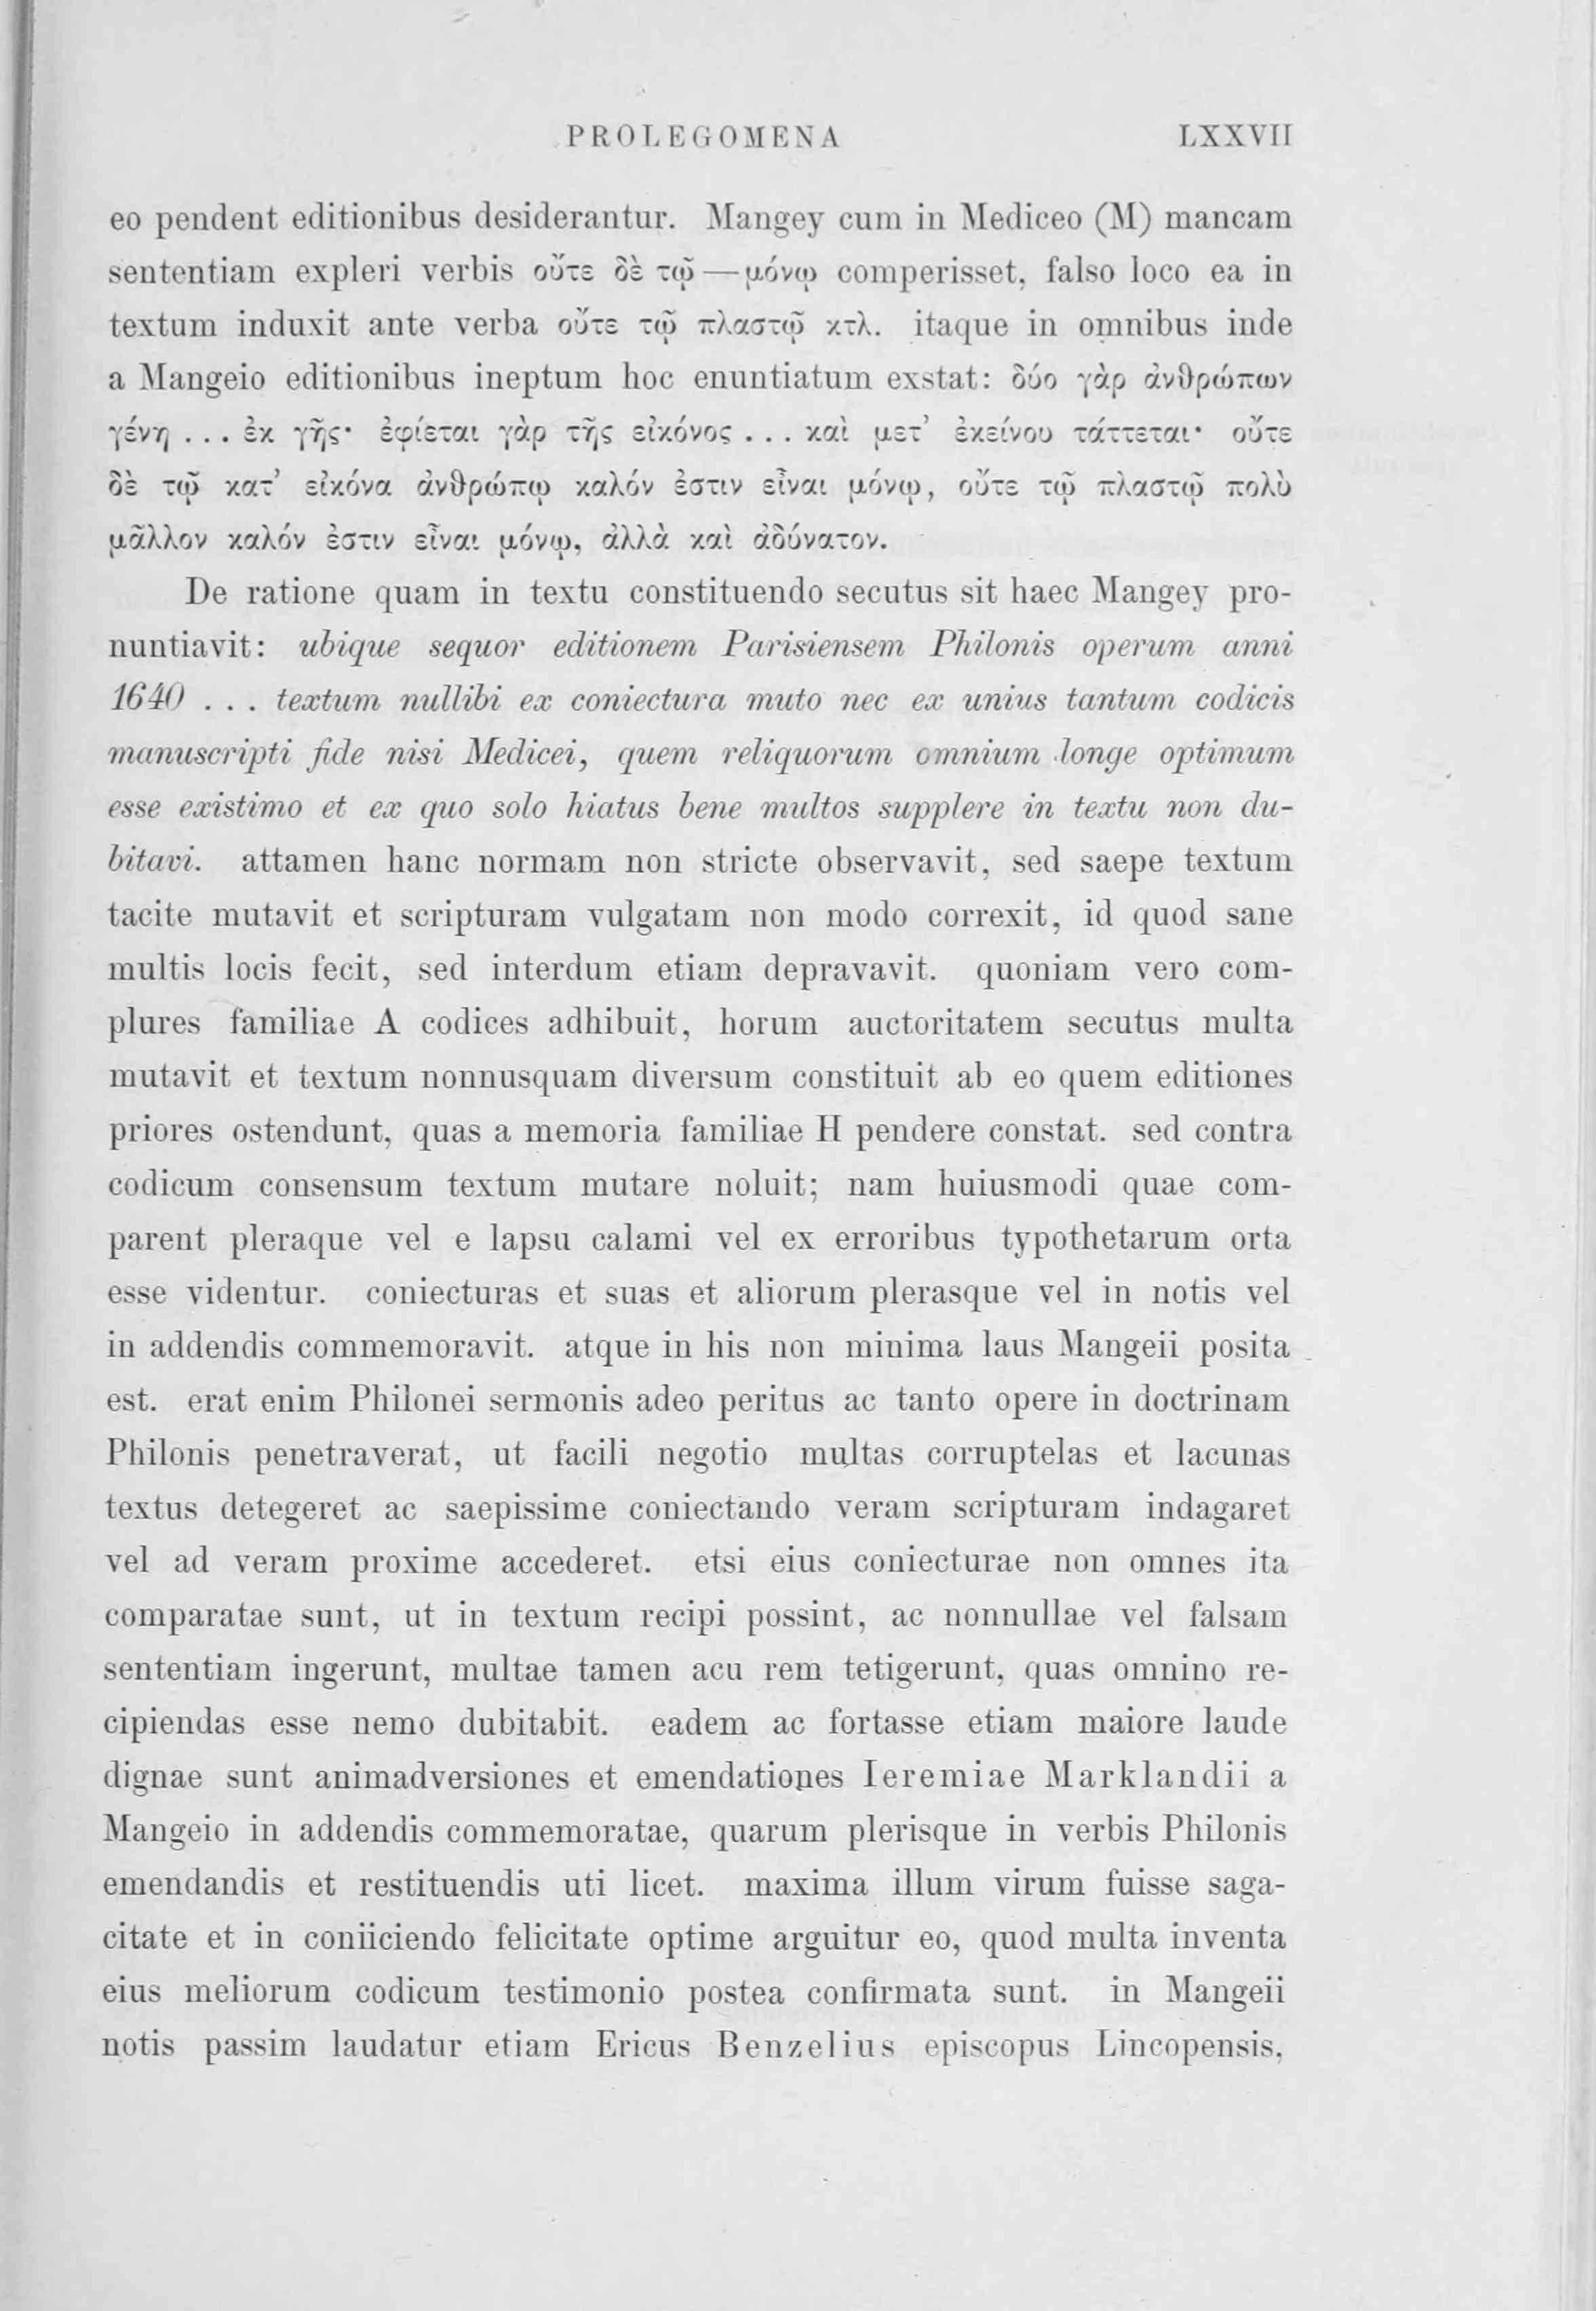 PROLEGOMENA LXXVII
eo pendent editionibus desiderantur. Mangey cum in Mediceo (M) mancam
sententiam expleri verbis οὔτε δὲ τῷ — μόνῳ comperisset, falso loco ea in
textum induxit ante verba οὔτε τῷ πλαστῷ κτλ. itaque in omnibus inde
a Mangeio editionibus ineptum hoc enuntiatum exstat: δύο γὰρ ἀνθρώπων
γένη . . . ἐκ γῆς· ἐφίεται γὰρ τῆς εἰκόνος . . . καὶ μετ’ ἐκείνου τάττεται· οὔτε
δὲ τῷ κατ’ εἰκόνα ἀνθρώπῳ καλόν ἐστιν εἶναι μόνῳ, οὔτε τῷ πλαστῷ πολὺ
μᾶλλον καλόν ἐστιν εἶναι μόνῳ, ἀλλὰ καὶ ἀδύνατον.
De ratione quam in textu constituendo secutus sit haec Mangey pro-
nuntiavit: ubique sequor editionem Parisiensem Philonis operum anni
1640 . . . textum nullibi ex coniectura muto nec ex unius tantum codicis
manuscripti fide nisi Medicei, quem reliquorum omnium longe optimum
esse existimo et ex quo solo hiatus bene multos supplere in textu non du-
bitavi. attamen hanc normam non stricte observavit, sed saepe textum
tacite mutavit et scripturam vulgatam non modo correxit, id quod sane
multis locis fecit, sed interdum etiam depravavit. quoniam vero com-
plures familiae A codices adhibuit, horum auctoritatem secutus multa
mutavit et textum nonnusquam diversum constituit ab eo quem editiones
priores ostendunt, quas a memoria familiae H pendere constat. sed contra
codicum consensum textum mutare noluit; nam huiusmodi quae com-
parent pleraque vel e lapsu calami vel ex erroribus typothetarum orta
esse videntur. coniecturas et suas et aliorum plerasque vel in notis vel
in addendis commemoravit. atque in his non minima laus Mangeii posita
est. erat enim Philonei sermonis adeo peritus ac tanto opere in doctrinam
Philonis penetraverat, ut facili negotio multas corruptelas et lacunas
textus detegeret ac saepissime coniectando veram scripturam indagaret
vel ad veram proxime accederet. etsi eius coniecturae non omnes ita
comparatae sunt, ut in textum recipi possint, ac nonnullae vel falsam
sententiam ingerunt, multae tamen acu rem tetigerunt, quas omnino re-
cipiendas esse nemo dubitabit. eadem ac fortasse etiam maiore laude
dignae sunt animadversiones et emendationes Ieremiae Marklandii a
Mangeio in addendis commemoratae, quarum plerisque in verbis Philonis
emendandis et restituendis uti licet. maxima illum virum fuisse saga-
citate et in coniiciendo felicitate optime arguitur eo, quod multa inventa
eius meliorum codicum testimonio postea confirmata sunt. in Mangeii
notis passim laudatur etiam Ericus Benzelius episcopus Lincopensis,